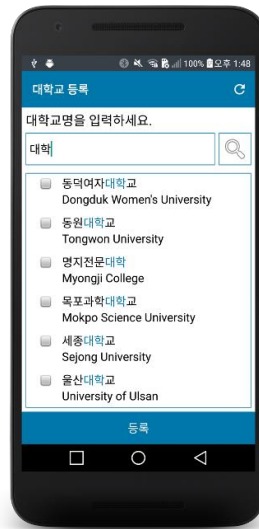 100% 오후 1:48
대학교 등록
대학교명을 입력하세요.
대학
동덕여자대학교
Dongduk Women's University
동원대학교
Tongwon University
명지전문대학
Myongji College
목포과학대학교
Mokpo Science University
세종대학교
Sejong University
울산대학교
University of Ulsan
등록